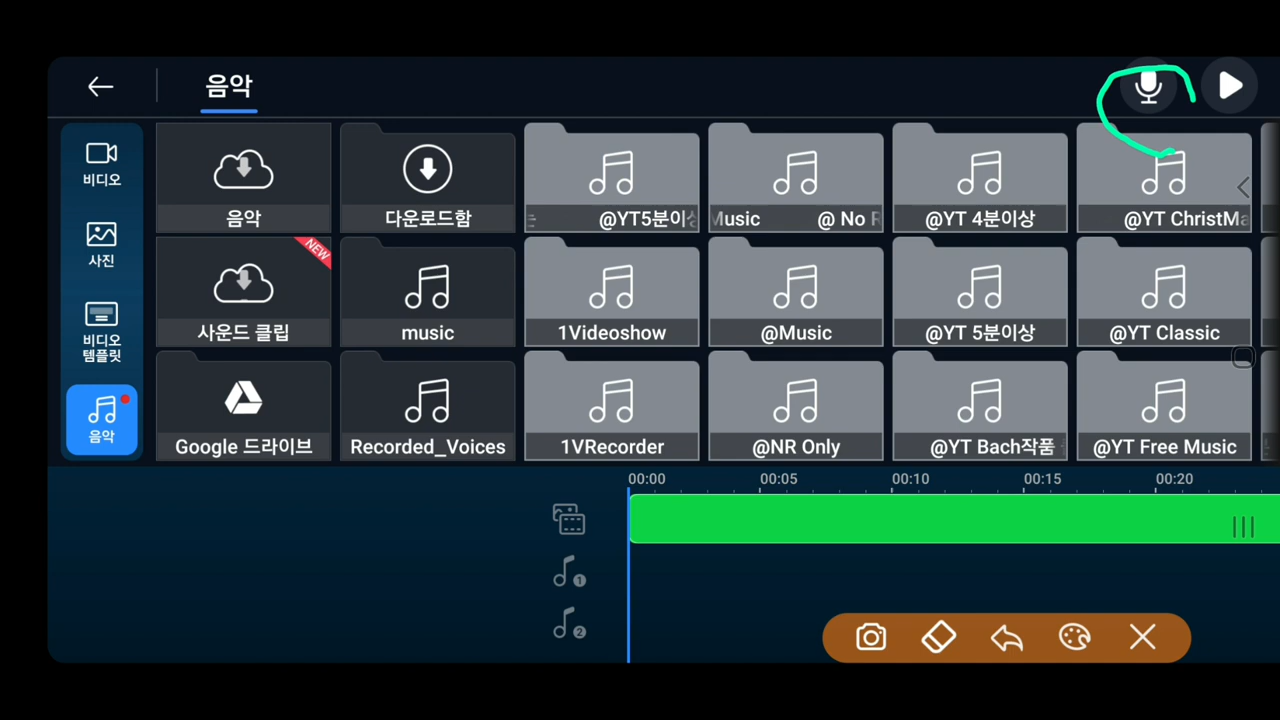 음악
비디오
사진
비디오
템플릿
음악
음악
다운로드함
@YT5분이상
Music @ No R
@YT 4분이상
@YT ChristMa
NEW
사운드 클립
music
1Videoshow
@Music
@YT 5분이상
@YT Classic
Google 드라이브
Recorded_Voices
1VRecorder
@NR Only
@YT Bach작품
@YT Free Music
00:00
00:05
00:10
00:15
00:20
1
2